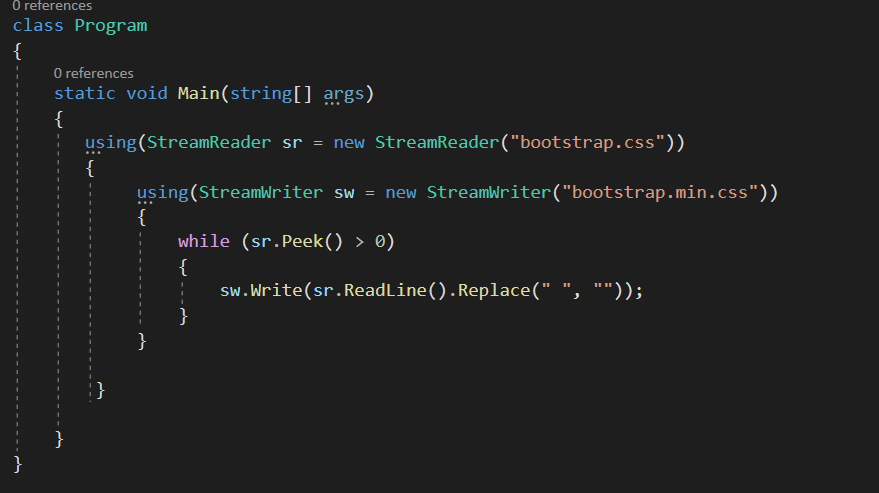 0 references
class Program
{
0 references
static void Main(string[] args)
{
using(StreamReader sr = new StreamReader("bootstrap.css"))
{
using(StreamWriter sw = new StreamWriter("bootstrap.min.css"))
{
while (sr.Peek() > 0)
{
sw.Write(sr.ReadLine().Replace(" ", ""));
}
}
}
}
}